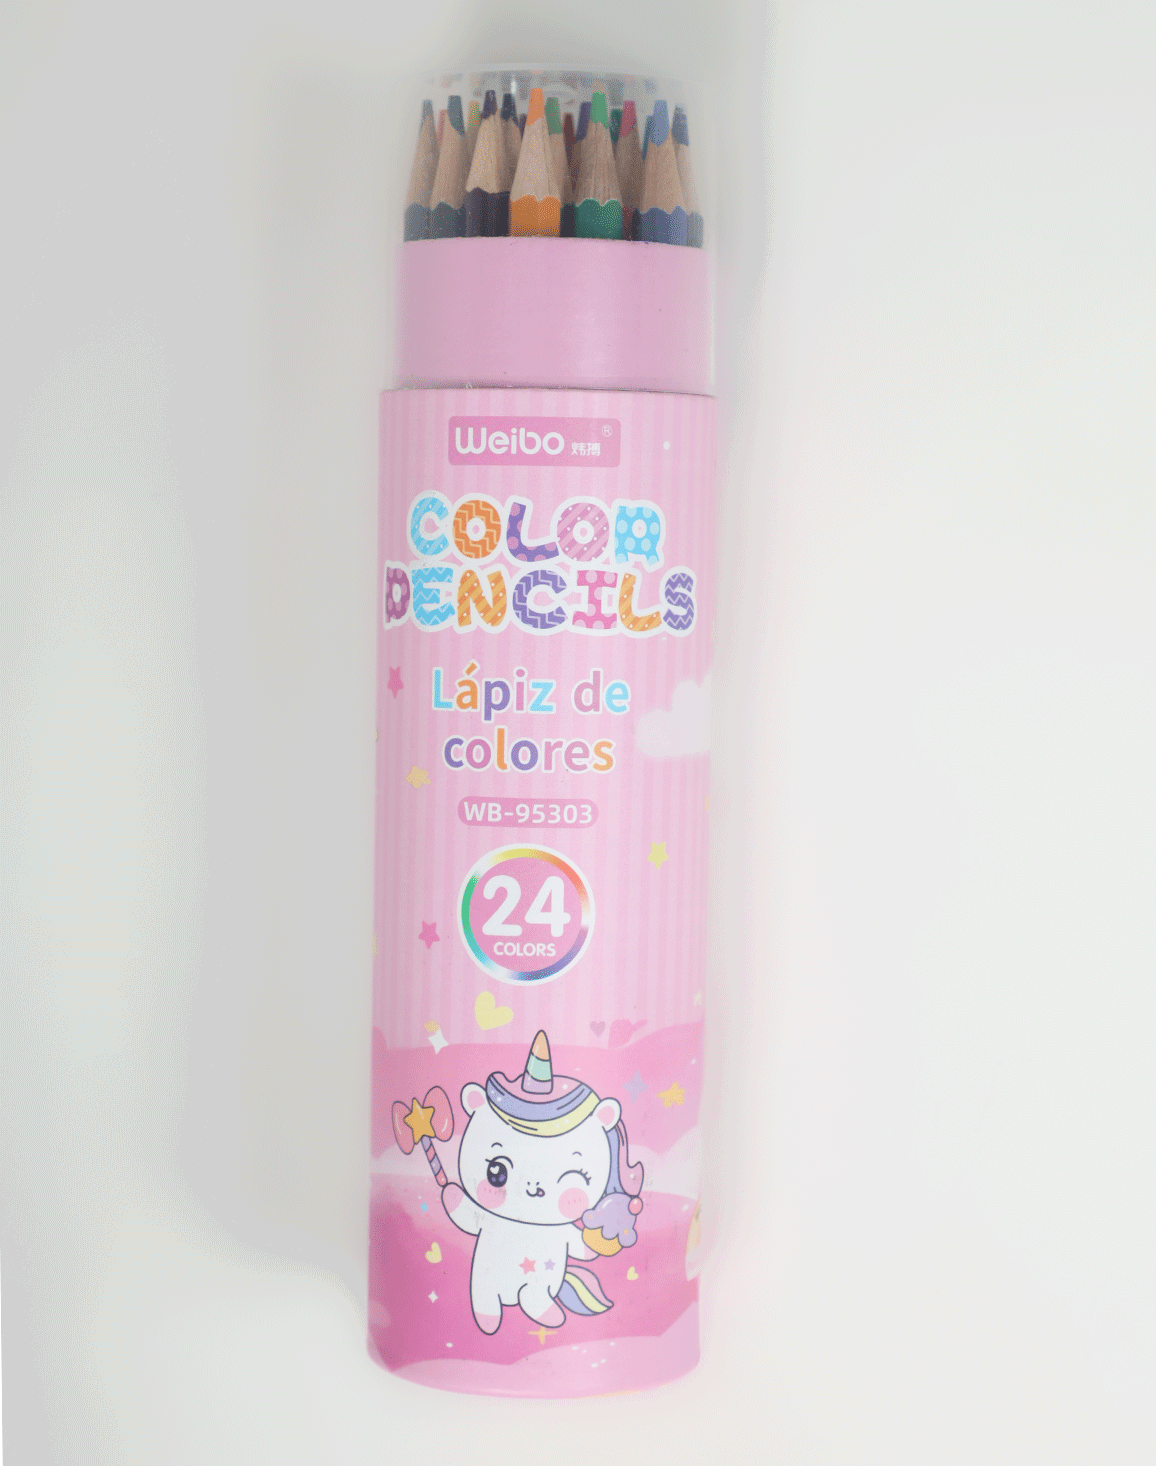 Weibo 炜博 ®
COLOR
PENCILS
Lápiz de
colores
WB-95303
24
COLORS